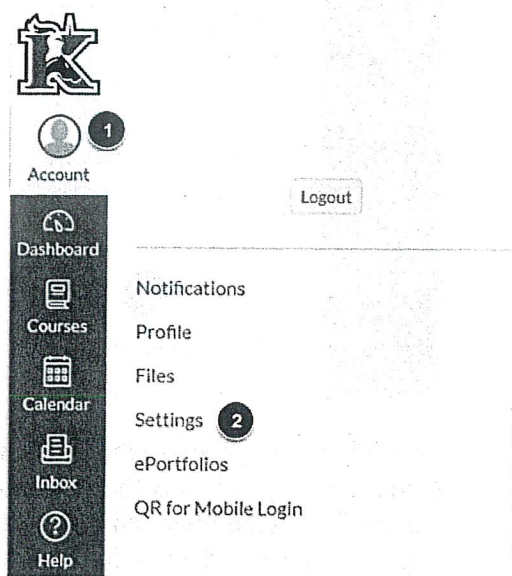 K
1
Account
Logout
Dashboard
Courses
Calendar
Inbox
Help
Notifications
Profile
Files
Settings 2
ePortfolios
QR for Mobile Login